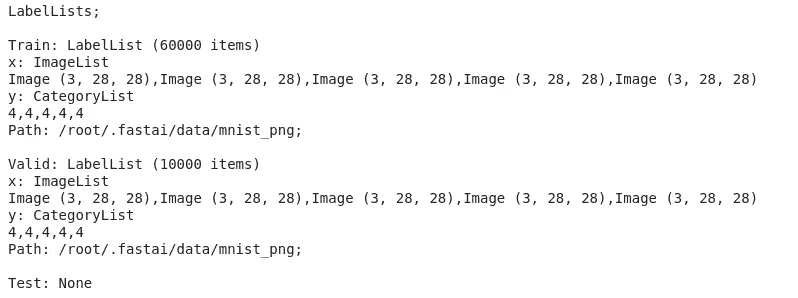 LabelLists;
Train: LabelList (60000 items)
x: ImageList
Image (3, 28, 28),Image (3, 28, 28),Image (3, 28, 28),Image (3, 28, 28),Image (3, 28, 28)
y: CategoryList
4,4,4,4,4
Path: /root/.fastai/data/mnist_png;
Valid: LabelList (10000 items)
x: ImageList
Image (3, 28, 28),Image (3, 28, 28),Image (3, 28, 28),Image (3, 28, 28),Image (3, 28, 28)
y: CategoryList
4,4,4,4,4
Path: /root/.fastai/data/mnist_png;
Test: None